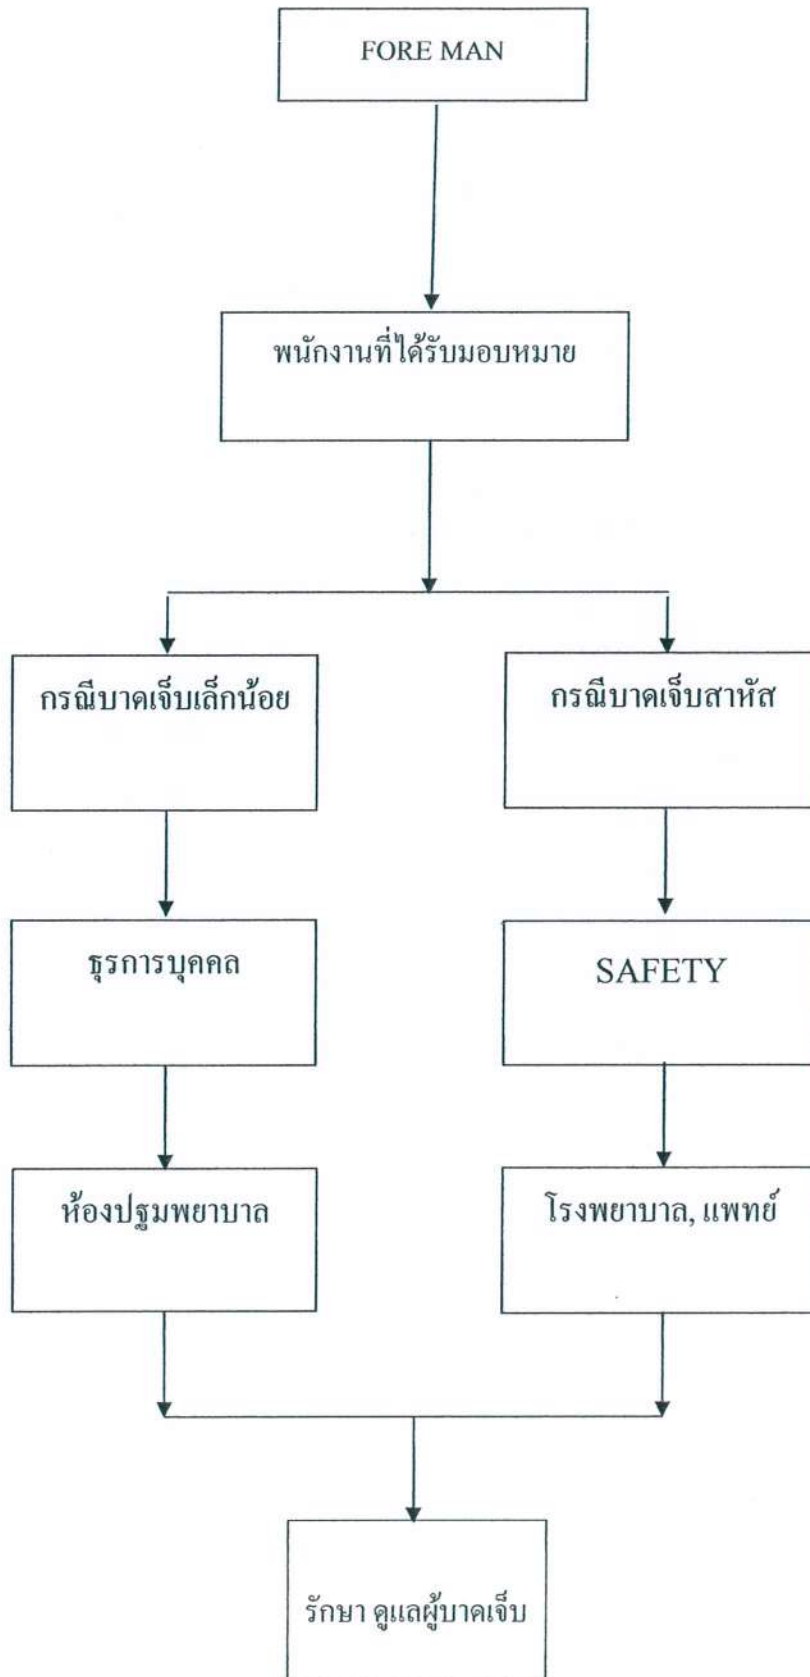 FORE MAN
พนักงานที่ได้รับมอบหมาย
กรณีบาดเจ็บเล็กน้อย
กรณีบาดเจ็บสาหัส
ธุรการบุคคล
SAFETY
ห้องปฐมพยาบาล
โรงพยาบาล, แพทย์
รักษา ดูแลผู้บาดเจ็บ